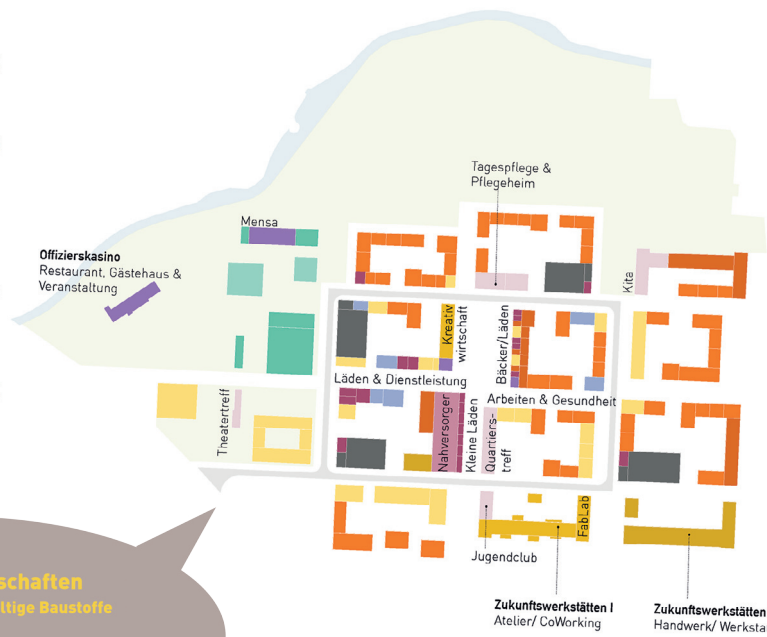 Tagespflege &
Pflegeheim
Mensa
Offizierskasino
Restaurant, Gästehaus &
Veranstaltung
Kita
Kreativ
wirtschaft
Bäcker/Läden
Läden & Dienstleistung
Arbeiten & Gesundheit
Theatertreff
Nahversorger
Kleine Läden
Quartiers-
treff
FabLab
Jugendclub
schaften
ltige Baustoffe
Zukunftswerkstätten I
Atelier/ CoWorking
Zukunftswerkstätten
Handwerk/ Werksta